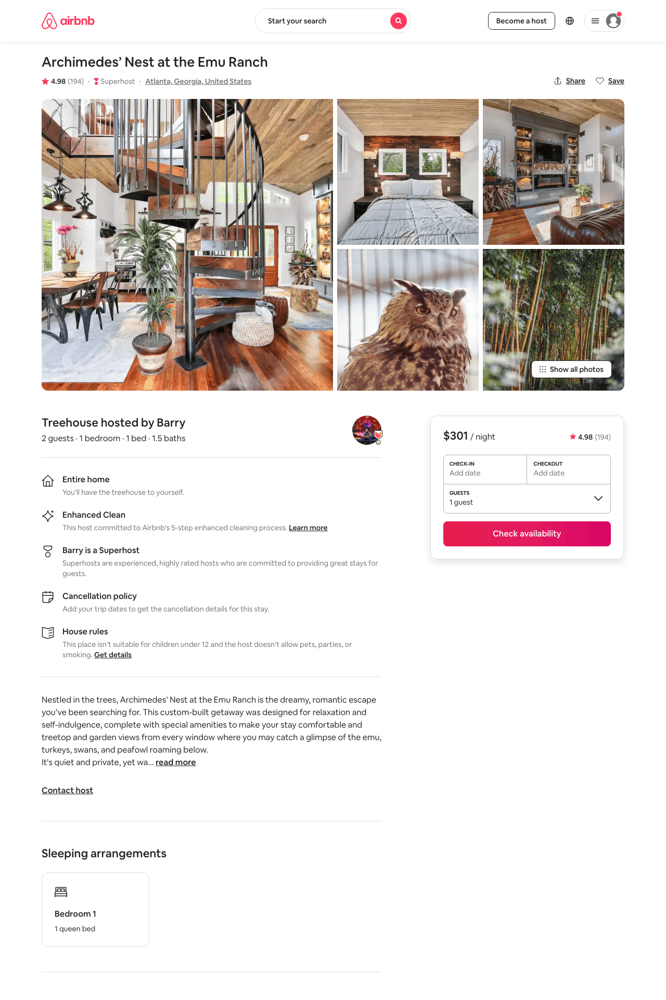 airbnb
Start your search
Become a host
Archimedes’ Nest at the Emu Ranch
4.98 (194) · Superhost · Atlanta, Georgia, United States
Share
Save
Show all photos
Treehouse hosted by Barry
2 guests · 1 bedroom · 1 bed · 1.5 baths
Entire home
You’ll have the treehouse to yourself.
Enhanced Clean
This host committed to Airbnb's 5-step enhanced cleaning process. Learn more
Barry is a Superhost
Superhosts are experienced, highly rated hosts who are committed to providing great stays for
guests.
Cancellation policy
Add your trip dates to get the cancellation details for this stay.
House rules
This place isn’t suitable for children under 12 and the host doesn’t allow pets, parties, or
smoking. Get details
Nestled in the trees, Archimedes’ Nest at the Emu Ranch is the dreamy, romantic escape
you’ve been searching for. This custom-built getaway was designed for relaxation and
self-indulgence, complete with special amenities to make your stay comfortable and
treetop and garden views from every window where you may catch a glimpse of the emu,
turkeys, swans, and peafowl roaming below.
It's quiet and private, yet wa... read more
Contact host
Sleeping arrangements
Bedroom 1
1 queen bed
$301 / night
4.98 (194)
CHECK-IN
Add date
CHECKOUT
Add date
GUESTS
1 guest
Check availability